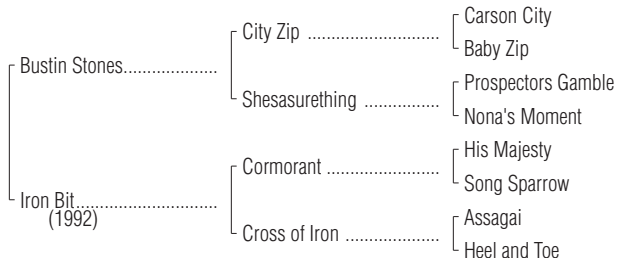 Carson City
City Zip ............................
Baby Zip
Bustin Stones....................
Prospectors Gamble
Shesasurething ................
Nona's Moment
His Majesty
Cormorant ........................
Song Sparrow
Iron Bit..............................
(1992)
Assagai
Cross of Iron ....................
Heel and Toe